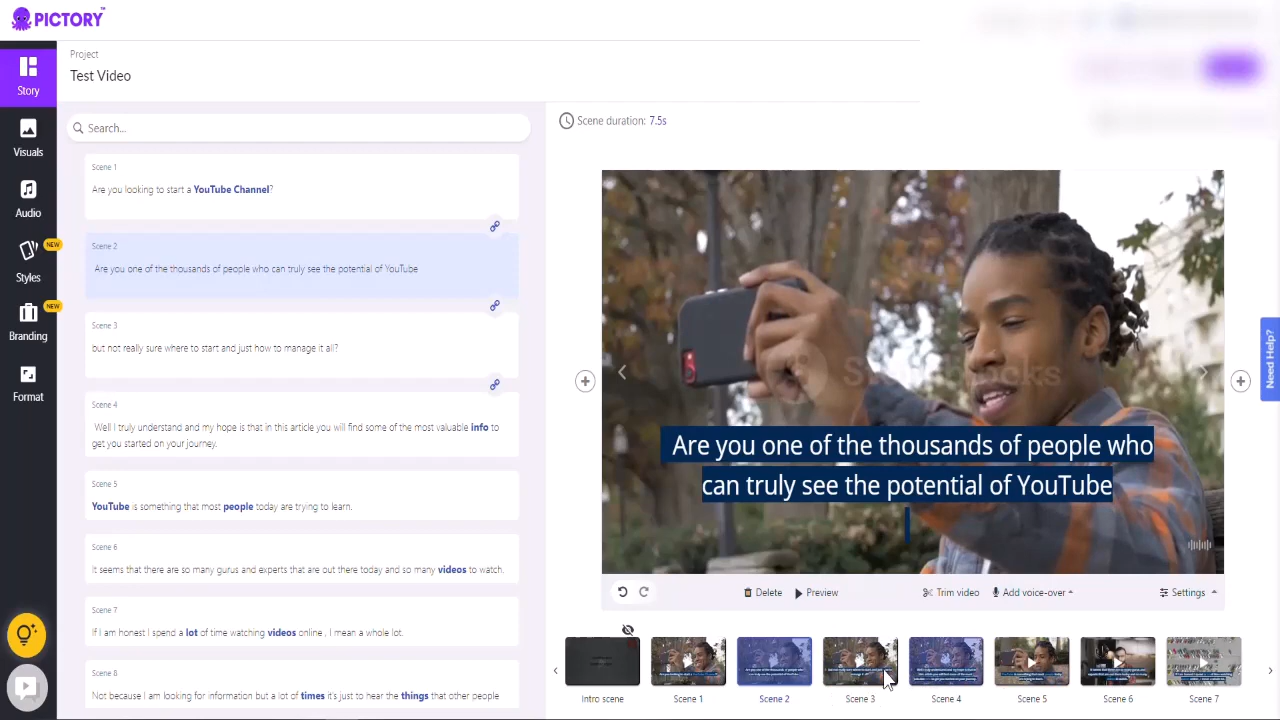 PICTORY™
Project
Test Video
Story
Visuals
Audio
NEW
Styles
NEW
Branding
Format
Search...
Scene 1
Are you looking to start a YouTube Channel?
Scene 2
Are you one of the thousands of people who can truly see the potential of YouTube
Scene 3
but not really sure where to start and just how to manage it all?
Scene 4
Well I truly understand and my hope is that in this article you will find some of the most valuable info to
get you started on your journey.
Scene 5
YouTube is something that most people today are trying to learn.
Scene 6
It seems that there are so many gurus and experts that are out there today and so many videos to watch.
Scene 7
If I am honest I spend a lot of time watching videos online , I mean a whole lot.
Not because I am looking for more info but a lot of times just to hear the things that other people
Scene duration: 7.5s
Are you one of the thousands of people who
can truly see the potential of YouTube
Delete
Preview
Trim video
Add voice-over
Settings
Intro scene
Scene 1
Scene 2
Scene 3
Scene 4
Scene 5
Scene 6
Scene 7
Need Help?